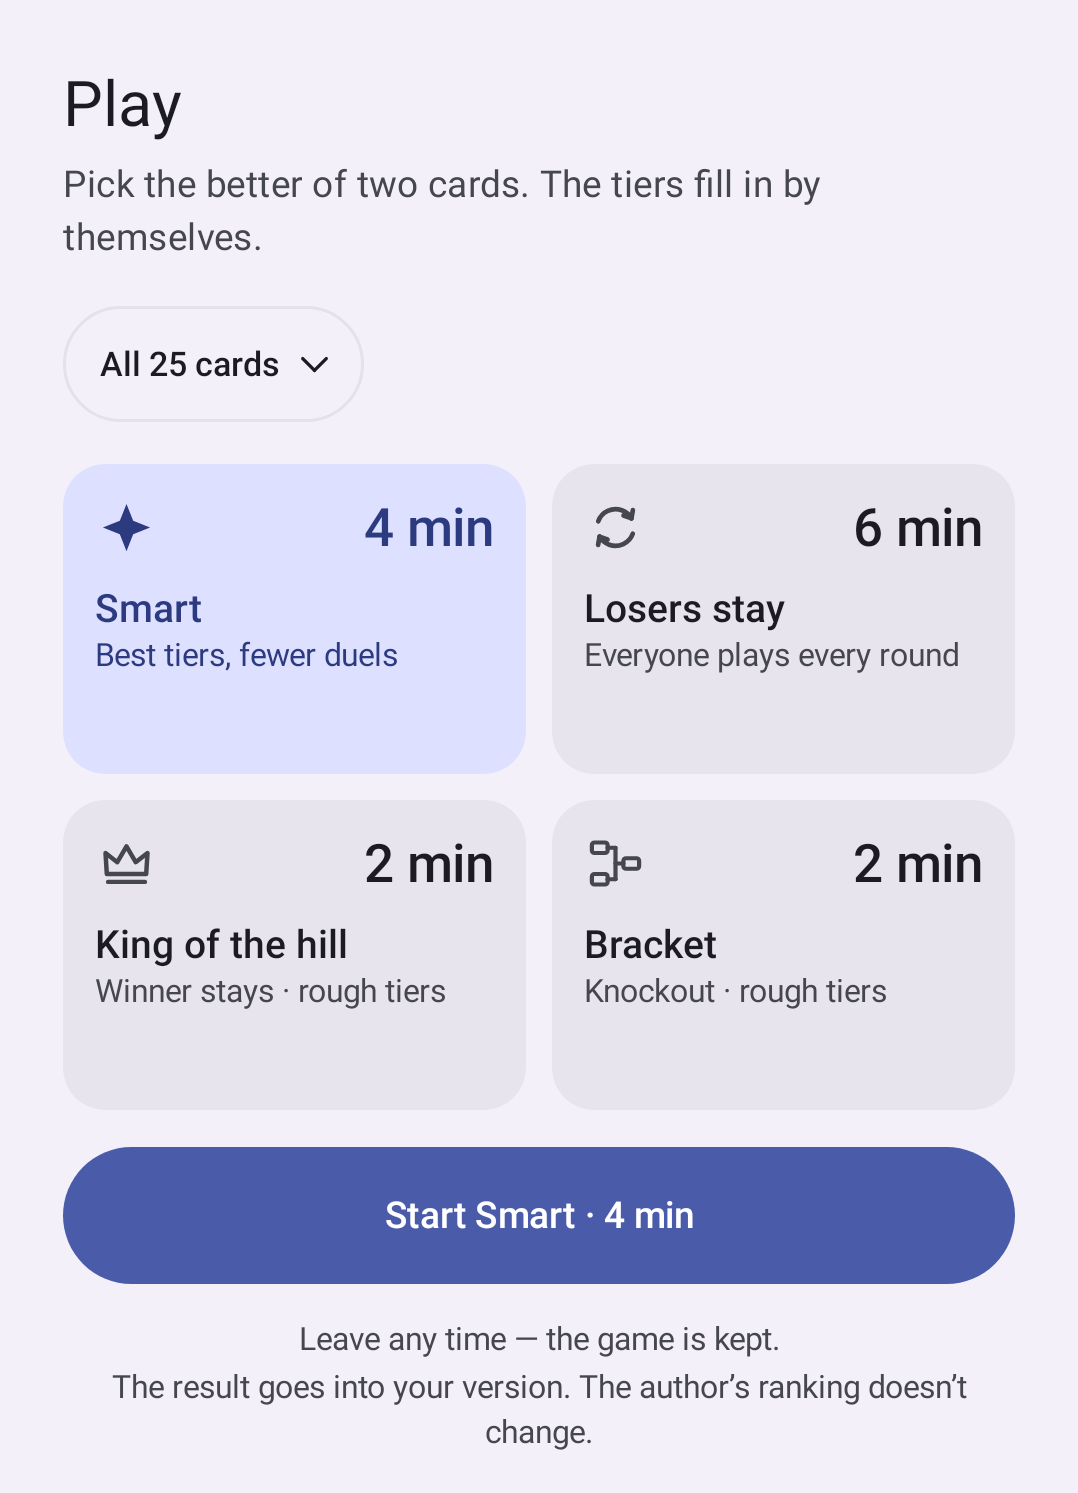 Play
Pick the better of two cards. The tiers fill in by
themselves.
All 25 cards
4 min
Smart
Best tiers, fewer duels
6 min
Losers stay
Everyone plays every round
2 min
King of the hill
Winner stays · rough tiers
2 min
Bracket
Knockout · rough tiers
Start Smart · 4 min
Leave any time — the game is kept.
The result goes into your version. The author’s ranking doesn’t
change.